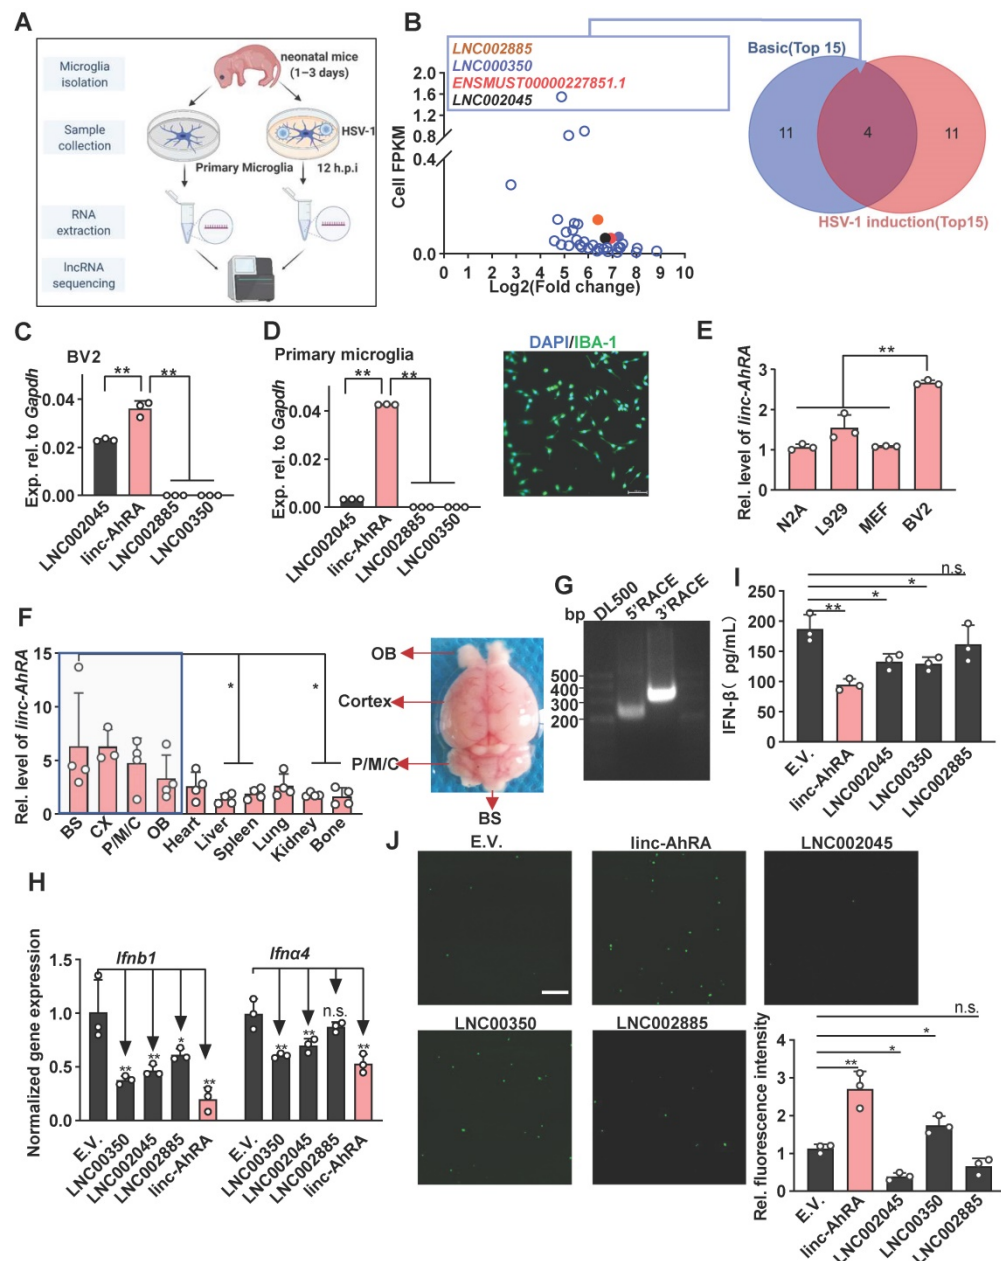 A
Microglia
isolation
neonatal mice
(1–3 days)
Sample
collection
HSV-1
Primary Microglia
12 h.p.i
RNA
extraction
lncRNA
sequencing
B
LNC002885
LNC000350
ENSMUST00000227851.1
LNC002045
Cell FPKM
2.0
1.6
1.2
0.8
0.4
0.0
0 1 2 3 4 5 6 7 8 9 10
Log2(Fold change)
Basic(Top 15)
11
4
11
HSV-1 induction(Top15)
C
BV2
Exp. rel. to Gapdh
** **
0.04
0.02
0.00
LNC002045
linc-AhRA
LNC002885
LNC00350
D
Primary microglia
Exp. rel. to Gapdh
** **
0.04
0.02
0.00
LNC002045
linc-AhRA
LNC002885
LNC00350
DAPI/IBA-1
E
Rel. level of linc-AhRA
**
3
2
1
0
N2A
L929
MEF
BV2
F
Rel. level of linc-AhRA
15
10
5
0
* *
BS
CX
P/M/C
OB
Heart
Liver
Spleen
Lung
Kidney
Bone
OB
Cortex
P/M/C
BS
G
bp
DL500
5'RACE
3'RACE
500
400
300
200
H
Normalized gene expression
Ifnb1
Ifnα4
1.5
1.0
0.5
0.0
** ** * **
** ** n.s. **
E.V.
LNC00350
LNC002045
LNC002885
linc-AhRA
E.V.
LNC00350
LNC002045
LNC002885
linc-AhRA
I
IFN-β( pg/mL)
n.s.
*
*
**
250
200
150
100
50
0
E.V.
linc-AhRA
LNC002045
LNC00350
LNC002885
J
E.V.
linc-AhRA
LNC002045
LNC00350
LNC002885
Rel. fluorescence intensity
n.s.
*
*
**
4
3
2
1
0
E.V.
linc-AhRA
LNC002045
LNC00350
LNC002885